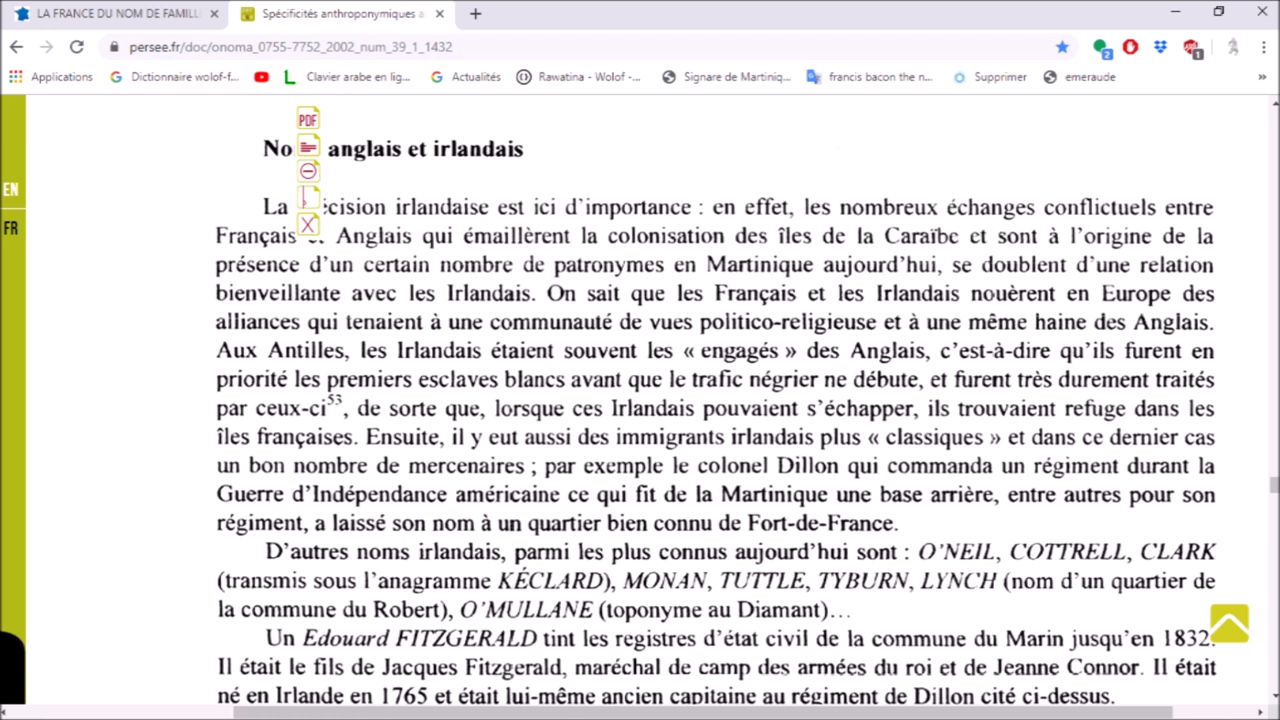 LA FRANCE DU NOM DE FAMILL
Spécificités anthroponymiques a
persee.fr/doc/onoma_0755-7752_2002_num_39_1_1432
Applications
Dictionnaire wolof-f...
Clavier arabe en lig...
Actualités
Rawatina - Wolof -...
Signare de Martiniq...
francis bacon the n...
Supprimer
emeraude
»
2
1
EN
FR
PDF
No anglais et irlandais
La cision irlandaise est ici d’importance : en effet, les nombreux échanges conflictuels entre
Français Anglais qui émaillèrent la colonisation des îles de la Caraïbe et sont à l’origine de la
présence d’un certain nombre de patronymes en Martinique aujourd’hui, se doublent d’une relation
bienveillante avec les Irlandais. On sait que les Français et les Irlandais nouèrent en Europe des
alliances qui tenaient à une communauté de vues politico-religieuse et à une même haine des Anglais.
Aux Antilles, les Irlandais étaient souvent les « engagés » des Anglais, c’est-à-dire qu’ils furent en
priorité les premiers esclaves blancs avant que le trafic négrier ne débute, et furent très durement traités
par ceux-ci53, de sorte que, lorsque ces Irlandais pouvaient s’échapper, ils trouvaient refuge dans les
îles françaises. Ensuite, il y eut aussi des immigrants irlandais plus « classiques » et dans ce dernier cas
un bon nombre de mercenaires ; par exemple le colonel Dillon qui commanda un régiment durant la
Guerre d’Indépendance américaine ce qui fit de la Martinique une base arrière, entre autres pour son
régiment, a laissé son nom à un quartier bien connu de Fort-de-France.
D’autres noms irlandais, parmi les plus connus aujourd’hui sont : O’NEIL, COTTRELL, CLARK
(transmis sous l’anagramme KÉCLARD), MONAN, TUTTLE, TYBURN, LYNCH (nom d’un quartier de
la commune du Robert), O’MULLANE (toponyme au Diamant)…
Un Edouard FITZGERALD tint les registres d’état civil de la commune du Marin jusqu’en 1832.
Il était le fils de Jacques Fitzgerald, maréchal de camp des armées du roi et de Jeanne Connor. Il était
né en Irlande en 1765 et était lui-même ancien capitaine au régiment de Dillon cité ci-dessus.